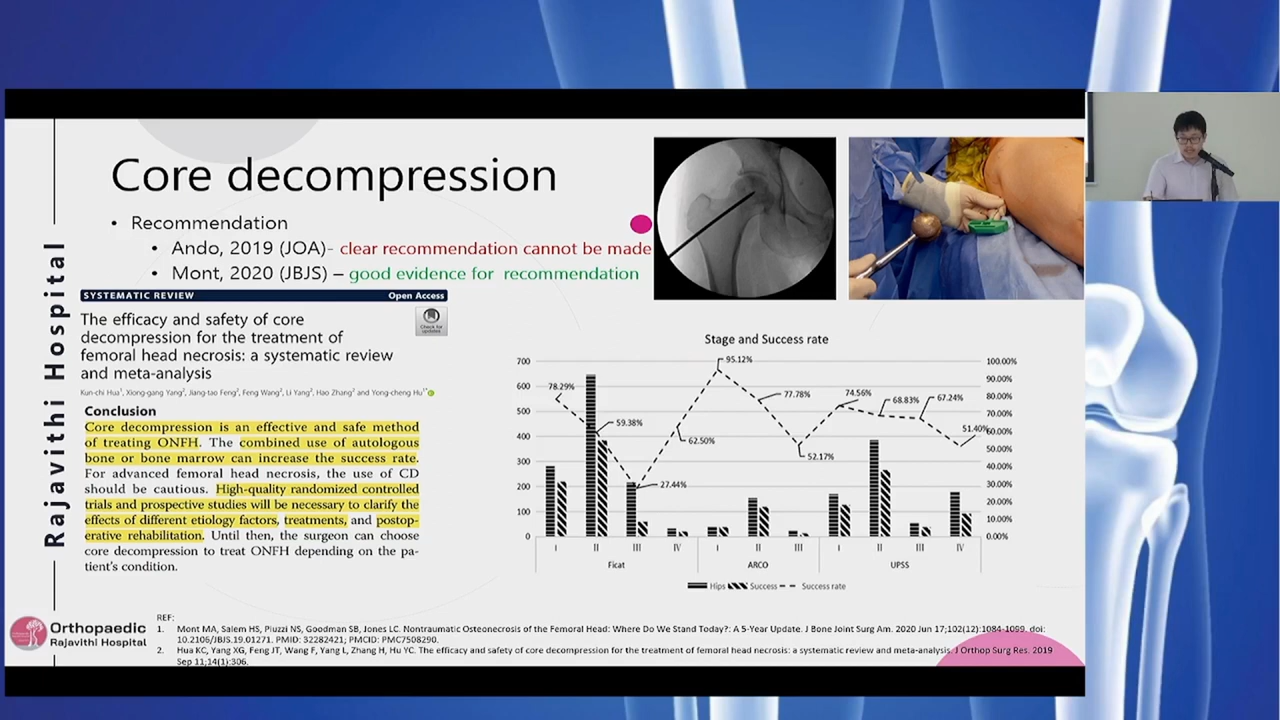 Rajavithi Hospital
Core decompression
• Recommendation
• Ando, 2019 (JOA)- clear recommendation cannot be made
• Mont, 2020 (JBJS) – good evidence for recommendation
SYSTEMATIC REVIEW Open Access
The efficacy and safety of core
decompression for the treatment of
femoral head necrosis: a systematic review
and meta-analysis
Check for
updates
Kun-chi Hua1, Xiong-gang Yang2, Jiang-tao Feng2, Feng Wang2, Li Yang2, Hao Zhang2 and Yong-cheng Hu1*
Conclusion
Core decompression is an effective and safe method
of treating ONFH. The combined use of autologous
bone or bone marrow can increase the success rate.
For advanced femoral head necrosis, the use of CD
should be cautious. High-quality randomized controlled
trials and prospective studies will be necessary to clarify the
effects of different etiology factors, treatments, and postop-
erative rehabilitation. Until then, the surgeon can choose
core decompression to treat ONFH depending on the pa-
tient's condition.
Stage and Success rate
700 100.00%
600 90.00%
500 80.00%
400 70.00%
300 60.00%
200 50.00%
100 40.00%
0 30.00%
20.00%
10.00%
0.00%
78.29% 59.38% 27.44% 62.50% 95.12% 77.78% 52.17% 74.56% 68.83% 67.24% 51.40%
I II III IV I II III I II III IV
Ficat ARCO UPSS
Hips Success Success rate
Orthopaedic
Rajavithi Hospital
REF:
1. Mont MA, Salem HS, Piuzzi NS, Goodman SB, Jones LC. Nontraumatic Osteonecrosis of the Femoral Head: Where Do We Stand Today?: A 5-Year Update. J Bone Joint Surg Am. 2020 Jun 17;102(12):1084-1099. doi:
10.2106/JBJS.19.01271. PMID: 32282421; PMCID: PMC7508290.
2. Hua KC, Yang XG, Feng JT, Wang F, Yang L, Zhang H, Hu YC. The efficacy and safety of core decompression for the treatment of femoral head necrosis: a systematic review and meta-analysis. J Orthop Surg Res. 2019
Sep 11;14(1):306.